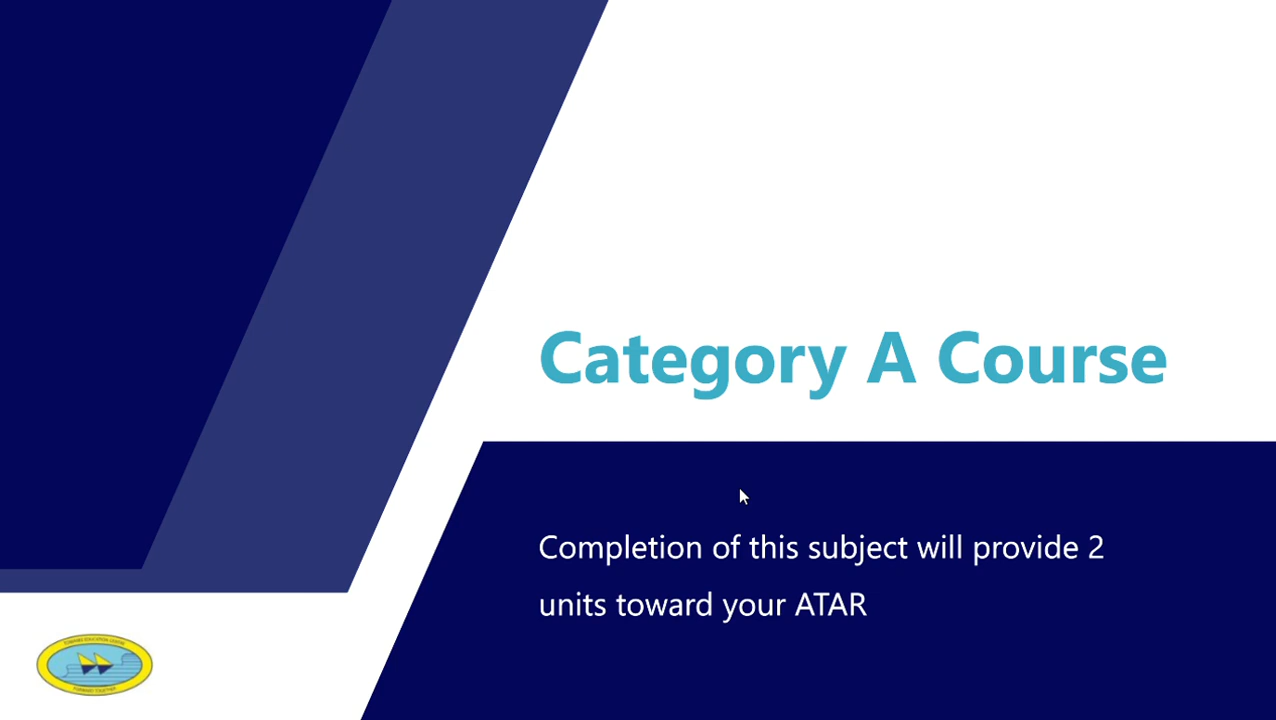 Category A Course
Completion of this subject will provide 2
units toward your ATAR